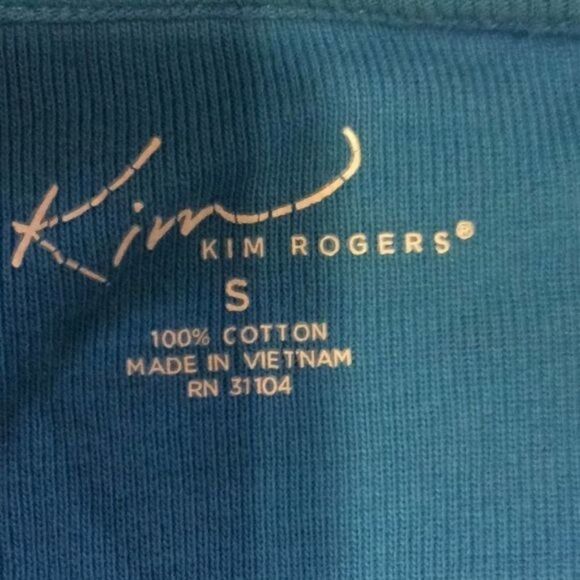 Kim
KIM ROGERS®
S
100% COTTON
MADE IN VIETNAM
RN 31104